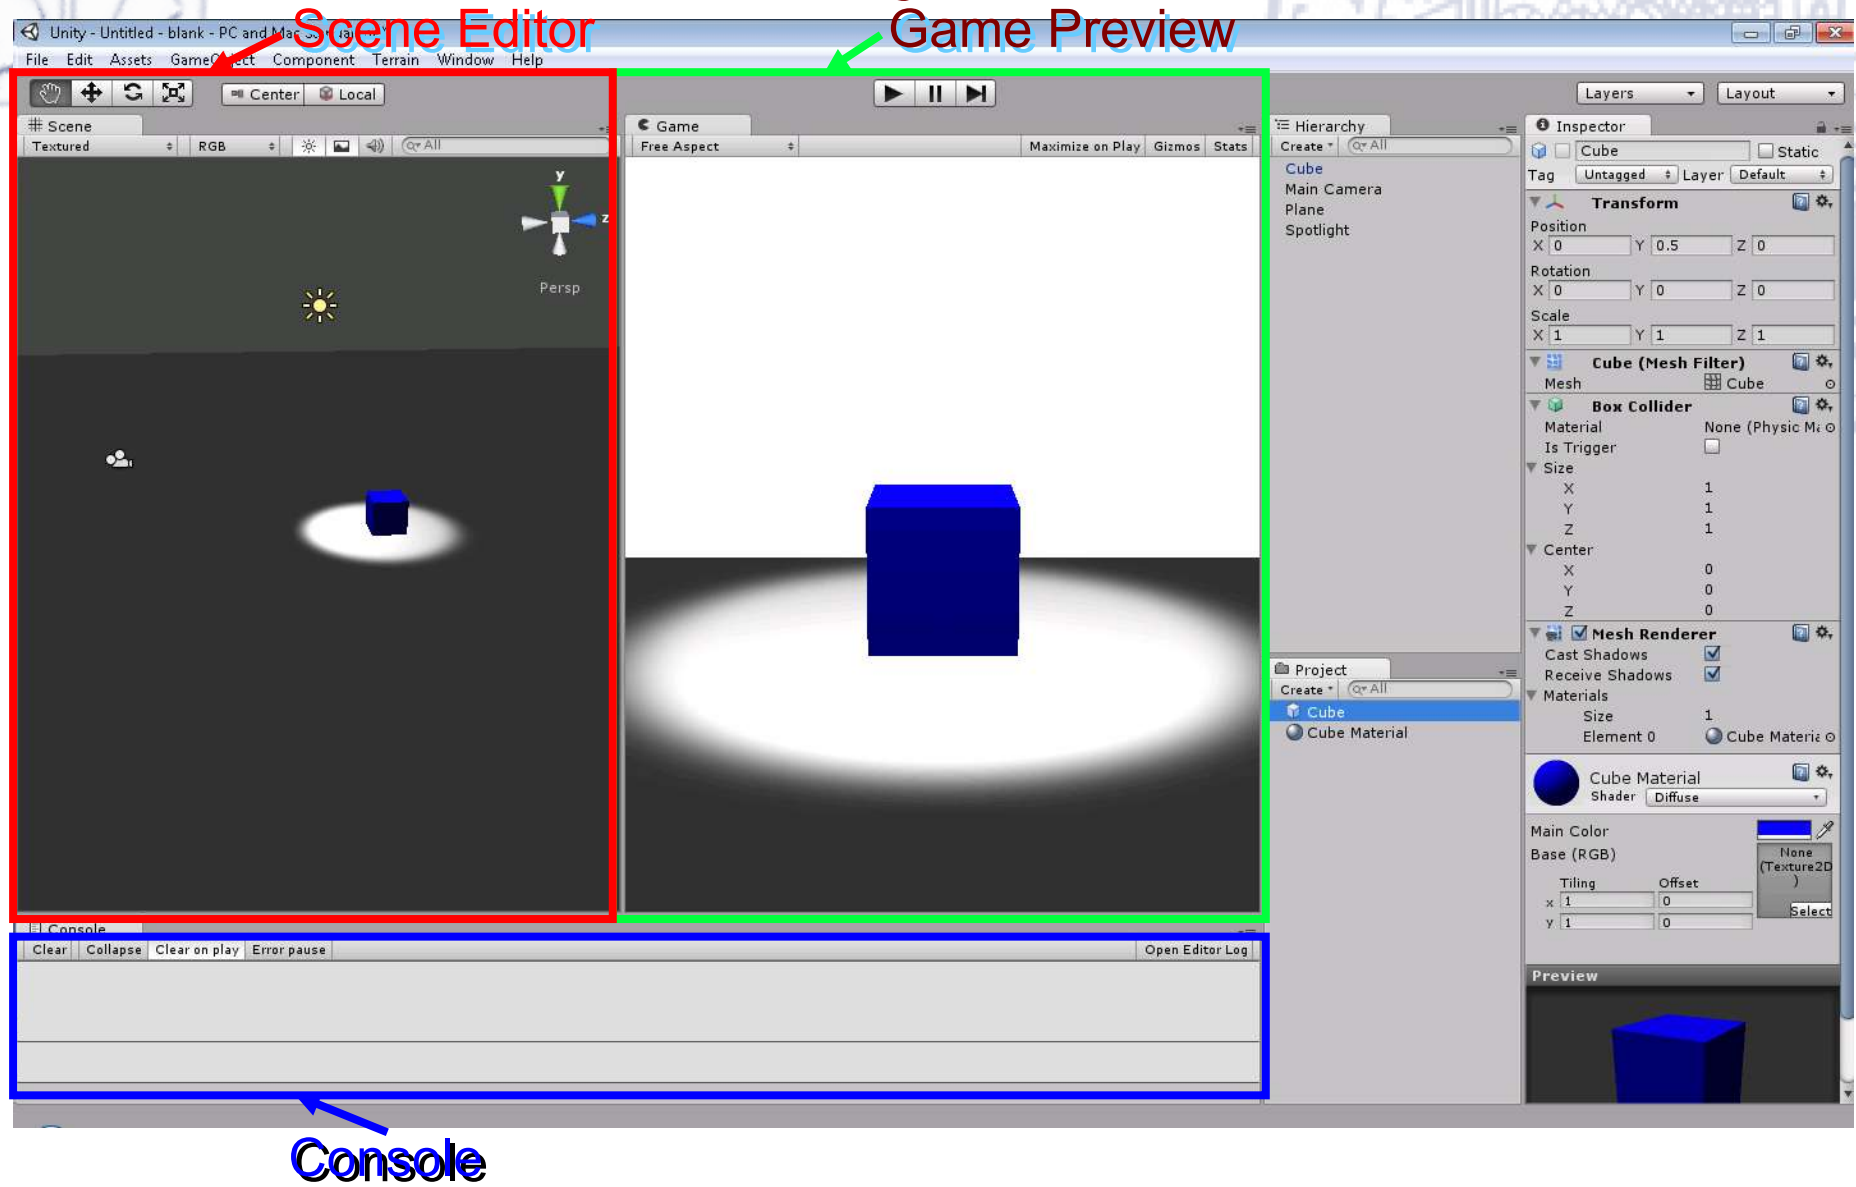 Scene Editor
Game Preview
Unity - Untitled - blank - PC and Mac
File Edit Assets GameObject Component Terrain Window Help
Center Local
Layers Layout
Scene
Textured RGB All
Game
Free Aspect Maximize on Play Gizmos Stats
y
z
Persp
Hierarchy
Create All
Cube
Main Camera
Plane
Spotlight
Project
Create All
Cube
Cube Material
Inspector
Cube Static
Tag Untagged Layer Default
Transform
Position
X 0 Y 0.5 Z 0
Rotation
X 0 Y 0 Z 0
Scale
X 1 Y 1 Z 1
Cube (Mesh Filter)
Mesh Cube
Box Collider
Material None (Physic Ma
Is Trigger
Size
X 1
Y 1
Z 1
Center
X 0
Y 0
Z 0
Mesh Renderer
Cast Shadows
Receive Shadows
Materials
Size 1
Element 0 Cube Materia
Cube Material
Shader Diffuse
Main Color
Base (RGB) None
(Texture2D
)
Tiling Offset
x 1 0
Select
y 1 0
Preview
Console
Clear Collapse Clear on play Error pause Open Editor Log
Console